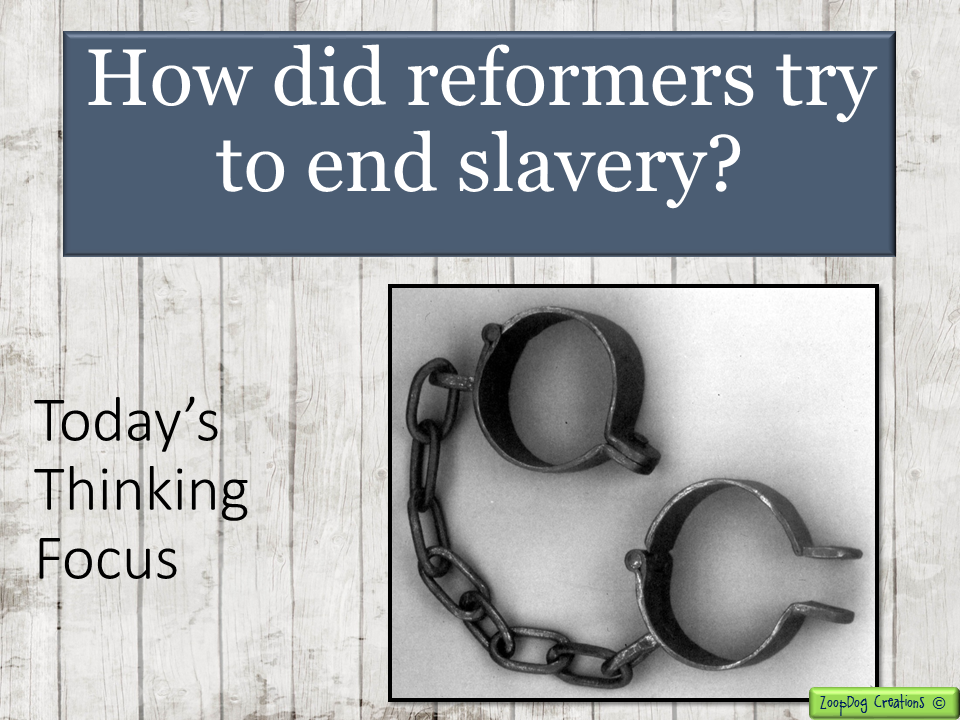 How did reformers try
to end slavery?
Today’s
Thinking
Focus
ZoopDog Creations ©